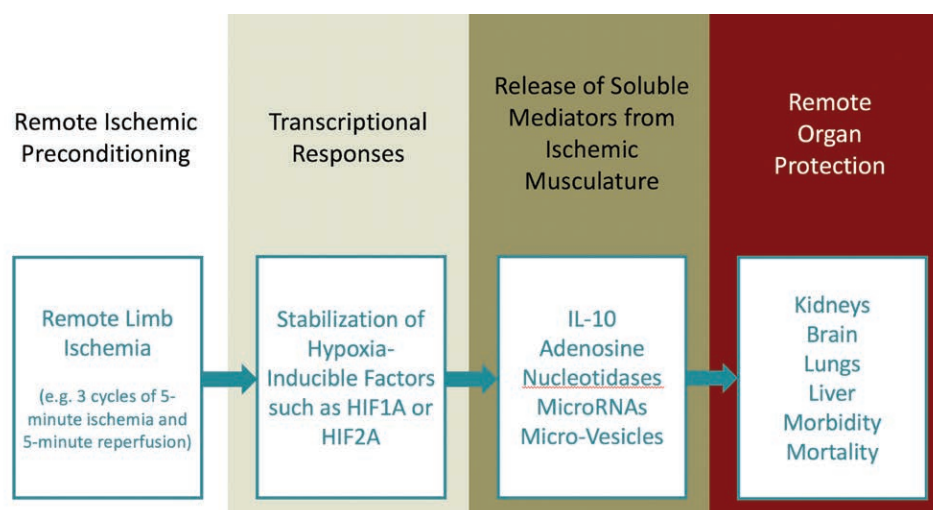 Remote Ischemic
Preconditioning
Transcriptional
Responses
Release of Soluble
Mediators from
Ischemic
Musculature
Remote
Organ
Protection
Remote Limb
Ischemia
(e.g. 3 cycles of 5-
minute ischemia and
5-minute reperfusion)
Stabilization of
Hypoxia-
Inducible Factors
such as HIF1A or
HIF2A
IL-10
Adenosine
Nucleotidases
MicroRNAs
Micro-Vesicles
Kidneys
Brain
Lungs
Liver
Morbidity
Mortality